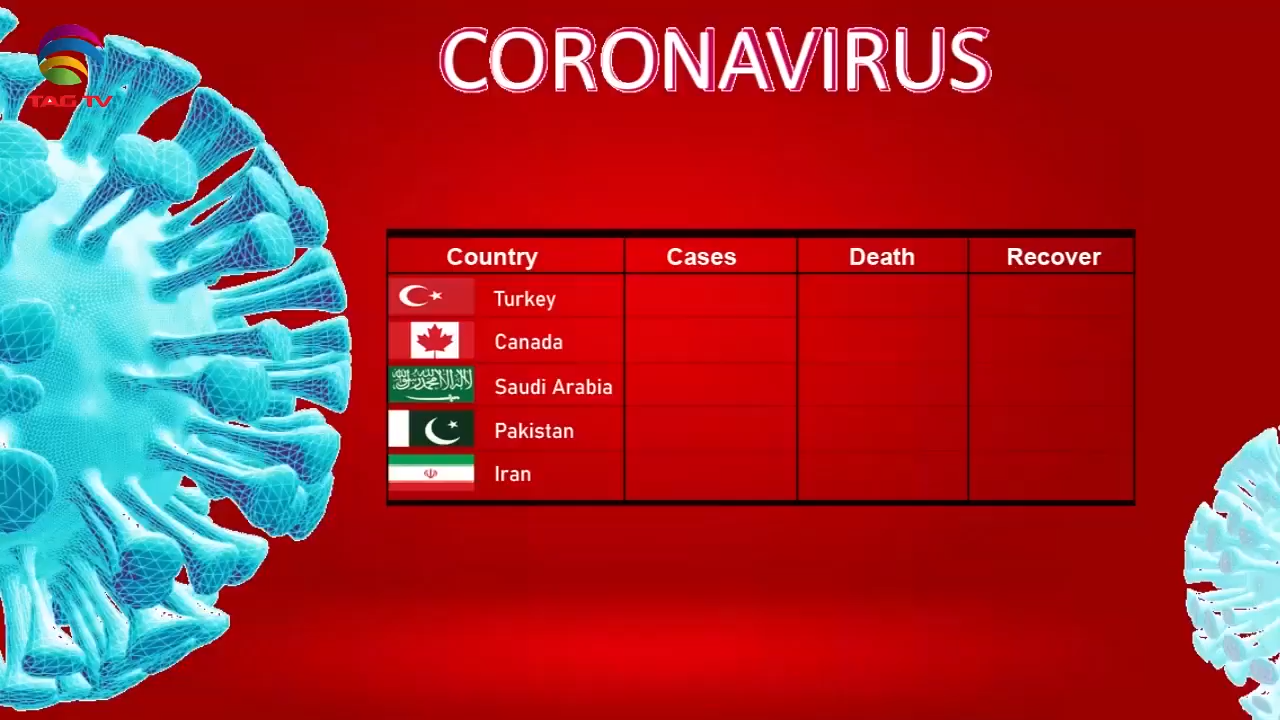 TAG TV
CORONAVIRUS
Country Cases Death Recover
Turkey
Canada
Saudi Arabia
Pakistan
Iran